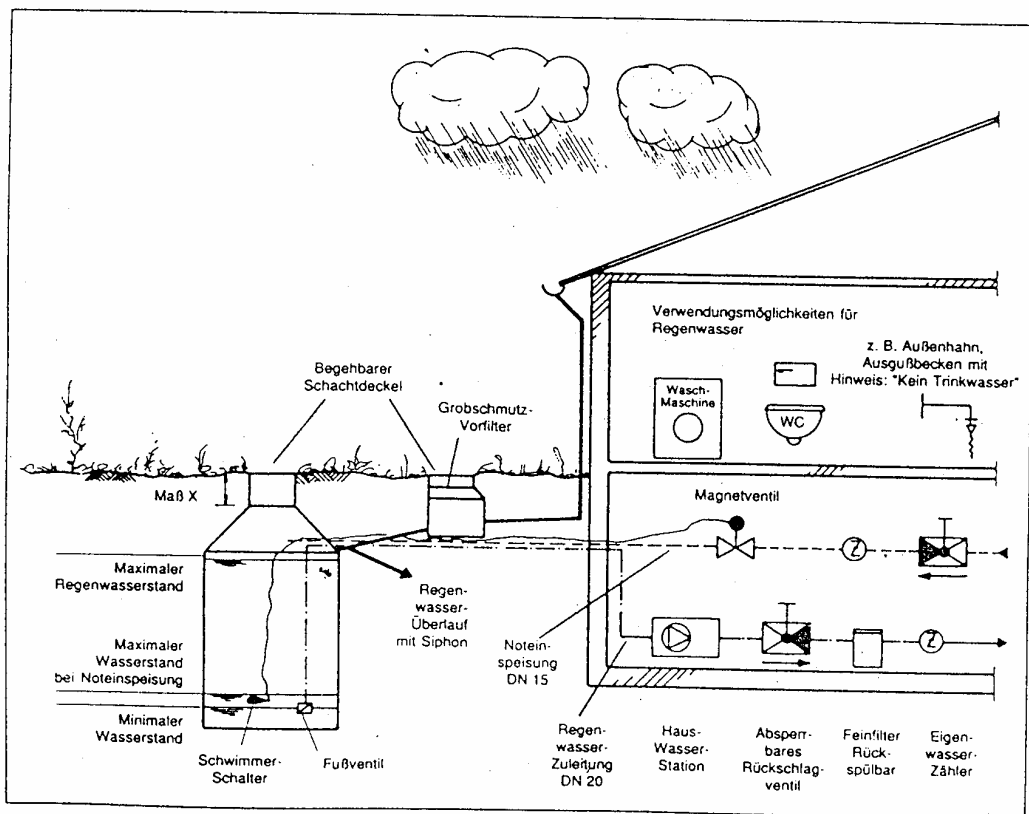 Verwendungsmöglichkeiten für
Regenwasser
z. B. Außenhahn,
Ausgußbecken mit
Hinweis: "Kein Trinkwasser"
Wasch-
Maschine
WC
Begehbarer
Schachtdeckel
Grobschmutz-
Vorfilter
Maß X
Magnetventil
Z
Maximaler
Regenwasserstand
Regen-
wasser-
Überlauf
mit Siphon
Maximaler
Wasserstand
bei Noteinspeisung
Notein-
speisung
DN 15
Z
Minimaler
Wasserstand
Schwimmer-
Schalter
Fußventil
Regen-
wasser-
Zuleitung
DN 20
Haus-
Wasser-
Station
Absperr-
bares
Rückschlag-
ventil
Feinfilter
Rück-
spülbar
Eigen-
wasser-
Zähler